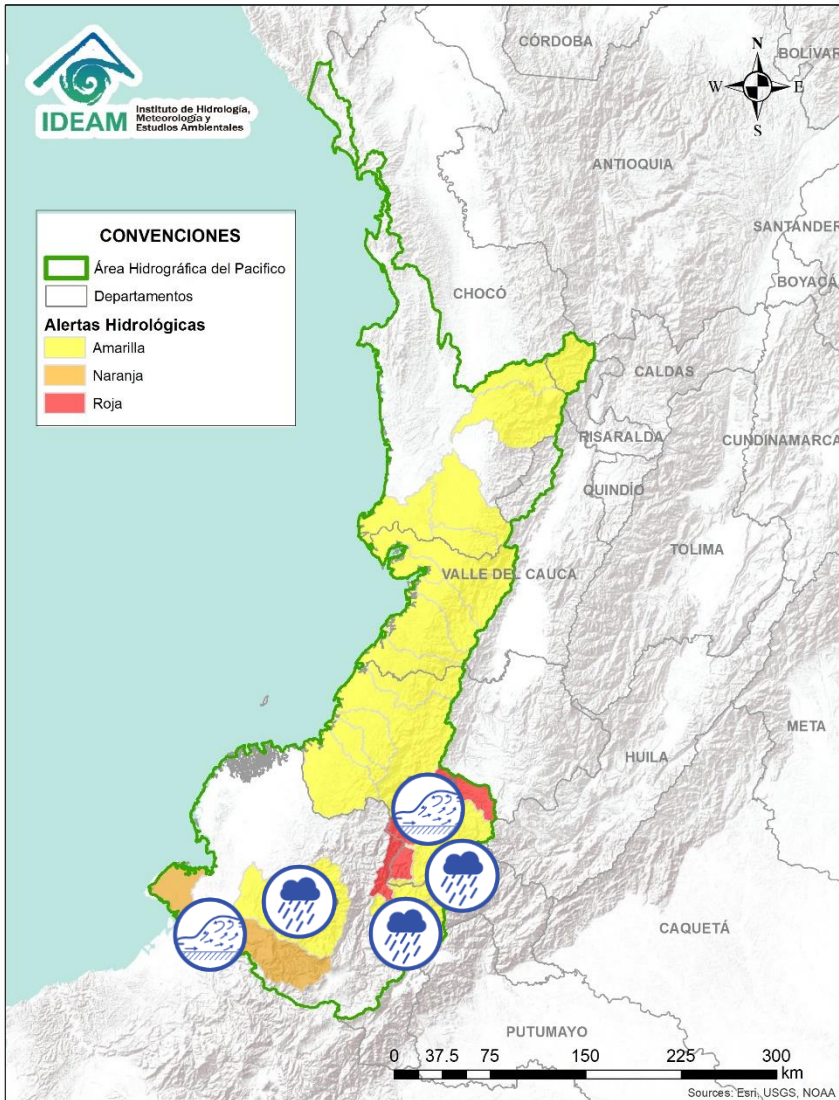 IDEAM
Instituto de Hidrología,
Meteorología y
Estudios Ambientales
CÓRDOBA
BOLÍVAR
N
W
E
S
ANTIOQUIA
SANTANDER
BOYACÁ
CONVENCIONES
Área Hidrográfica del Pacifico
Departamentos
Alertas Hidrológicas
Amarilla
Naranja
Roja
CHOCÓ
CALDAS
RISARALDA
CUNDINAMARCA
QUINDÍO
TOLIMA
VALLE DEL CAUCA
META
HUILA
CAQUETÁ
PUTUMAYO
0 37.5 75 150 225 300
km
Sources: Esri, USGS, NOAA